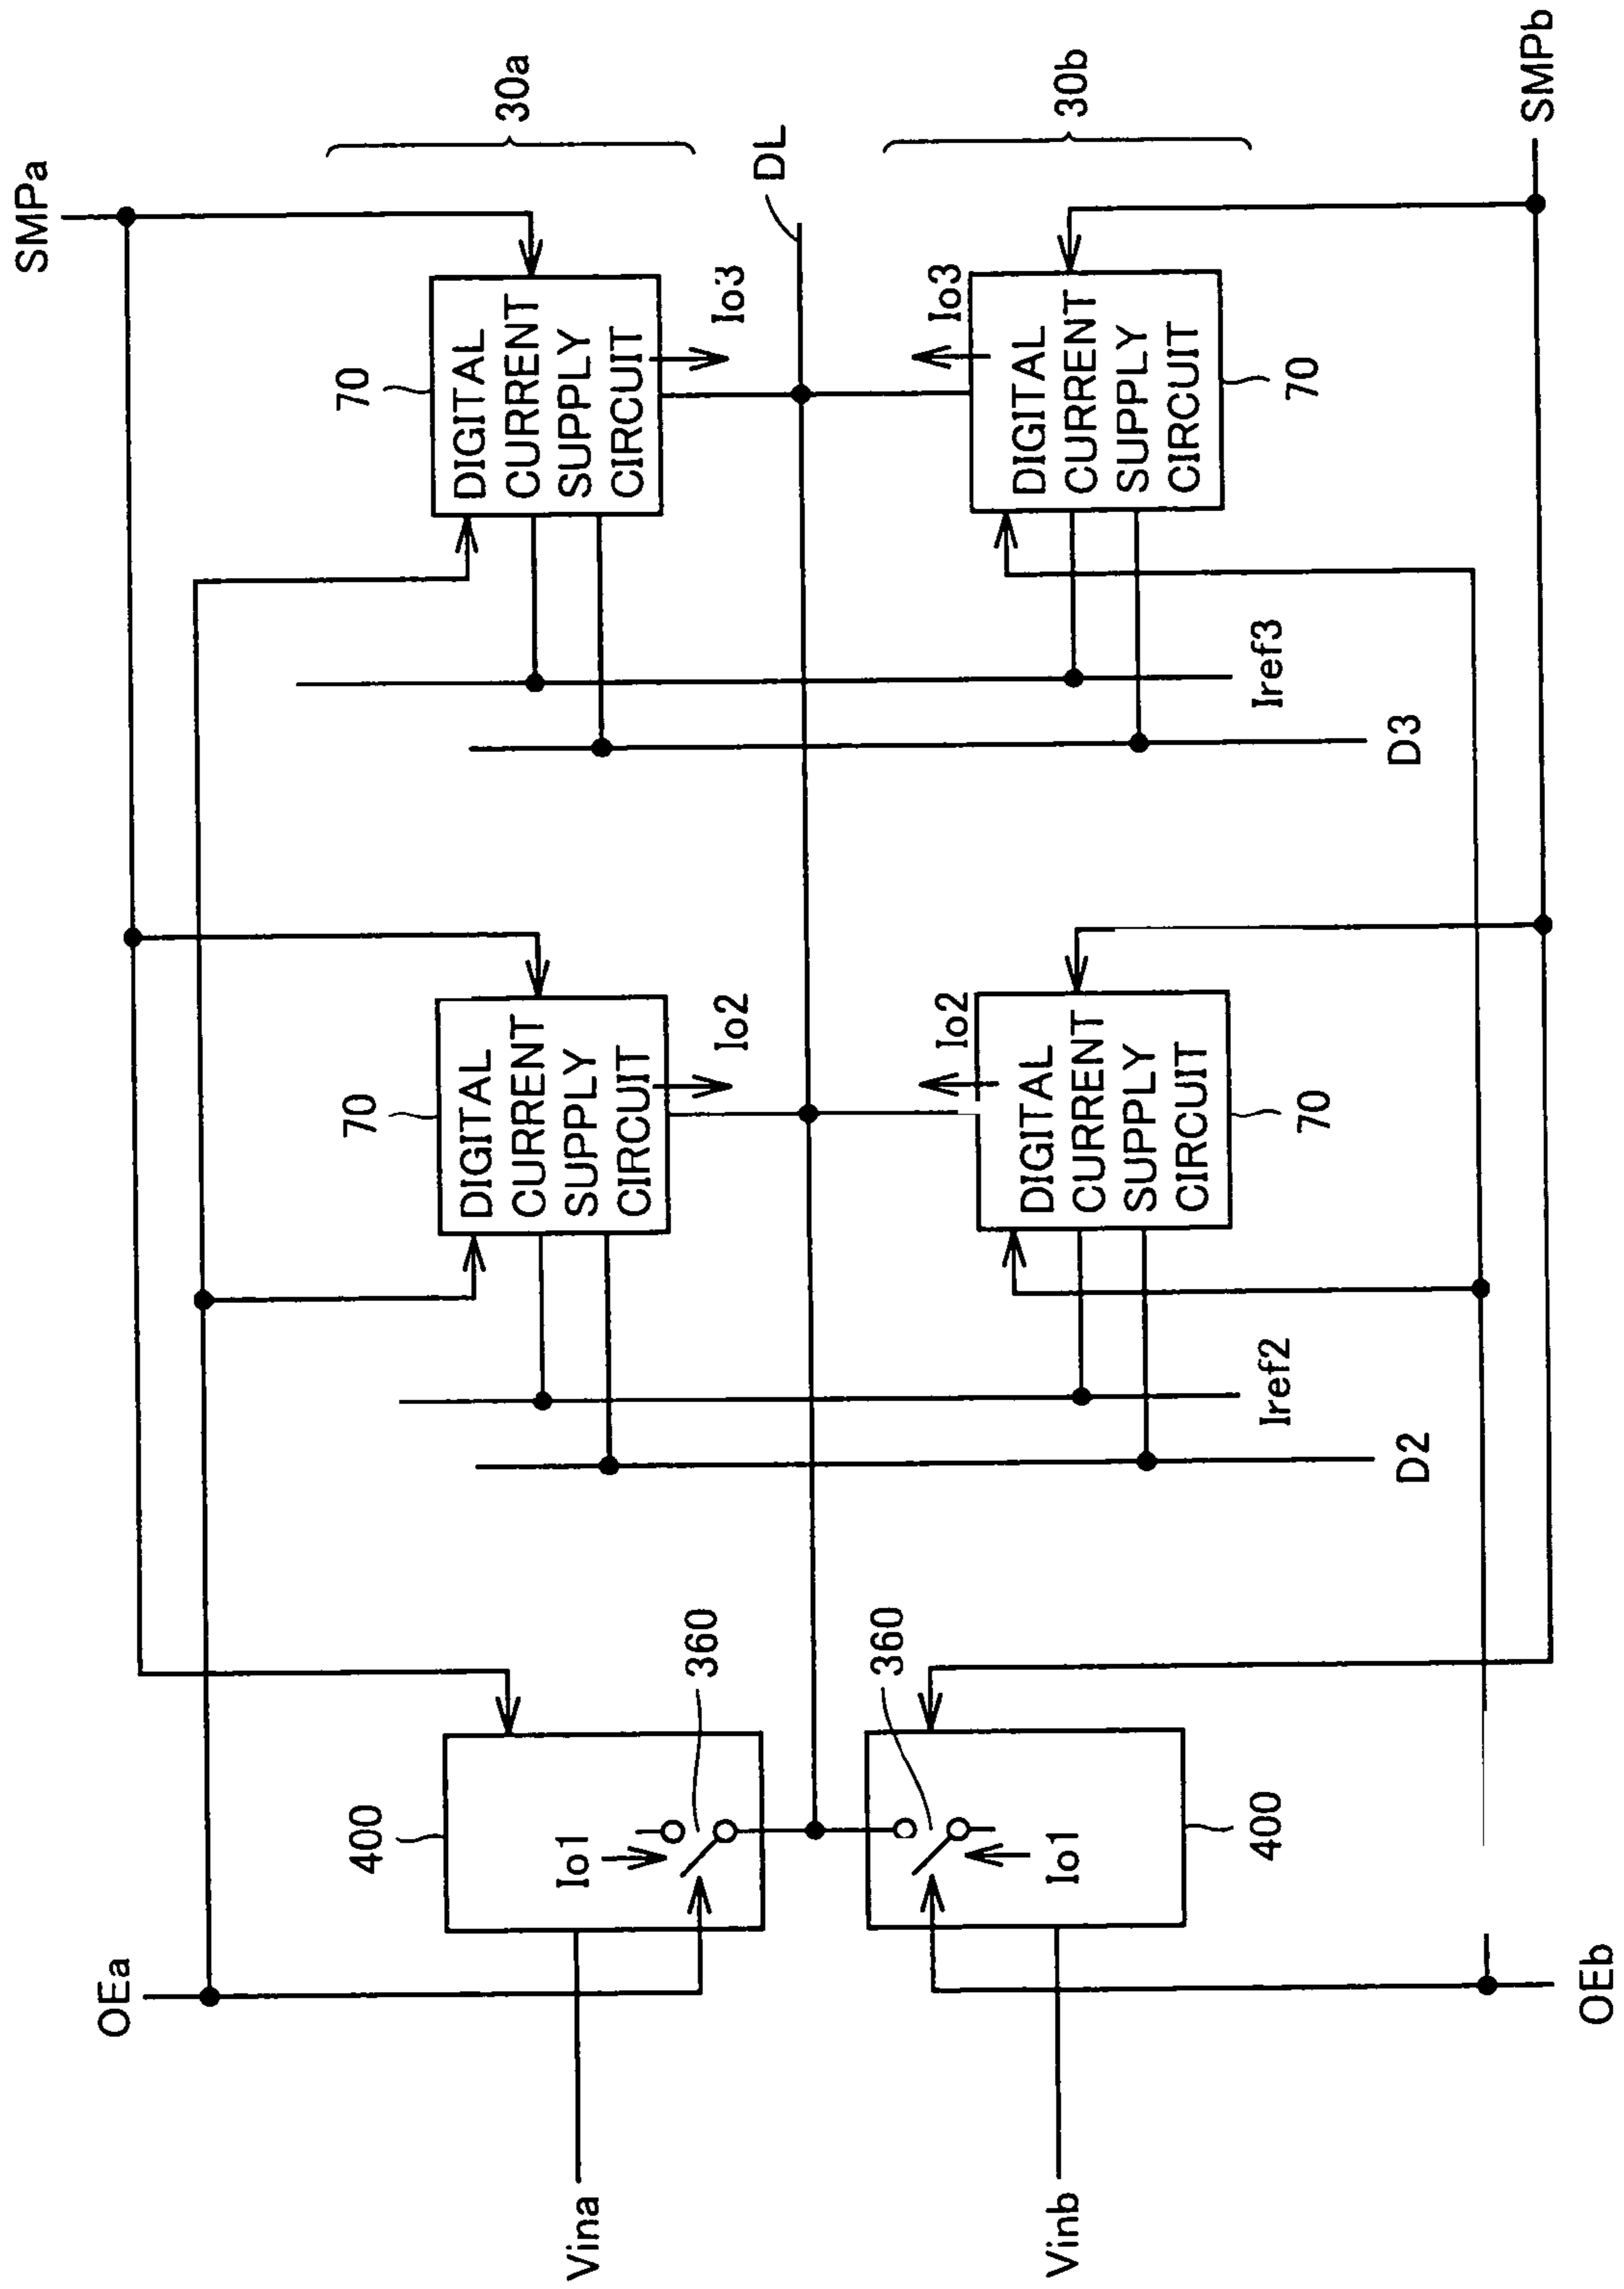 SMPa
OEa
400
70
70
30a
DIGITAL
CURRENT
SUPPLY
CIRCUIT
DIGITAL
CURRENT
SUPPLY
CIRCUIT
Vina
Io1
360
Io2
Io3
DL
360
Io2
Io3
Vinb
Io1
DIGITAL
CURRENT
SUPPLY
CIRCUIT
DIGITAL
CURRENT
SUPPLY
CIRCUIT
30b
400
Iref2
70
Iref3
70
D2
D3
OEb
SMPb